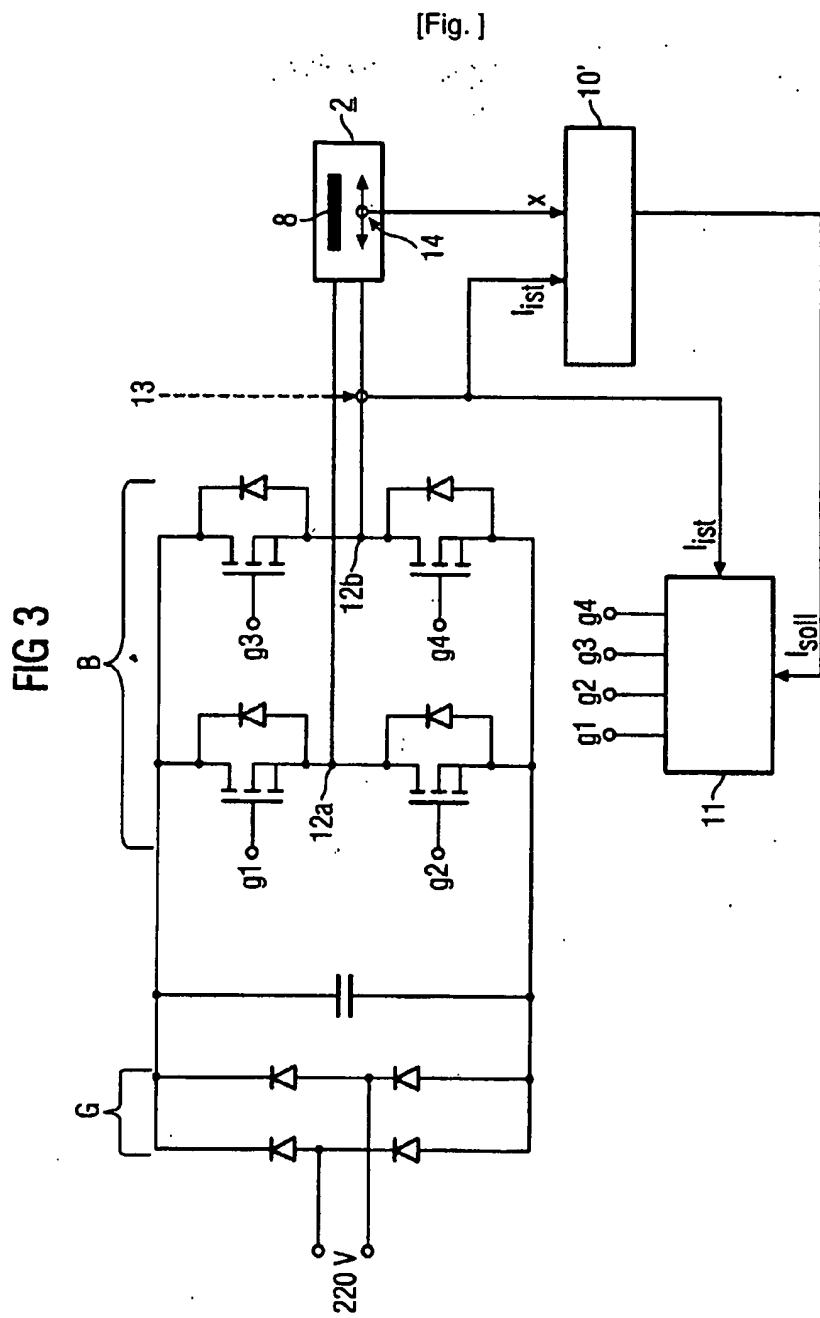 [Fig. ]
FIG 3
G
B
220 V
g1
g2
g3
g4
12a
12b
13
8
2
14
x
I_ist
10'
I_ist
g1
g2
g3
g4
I_soll
11